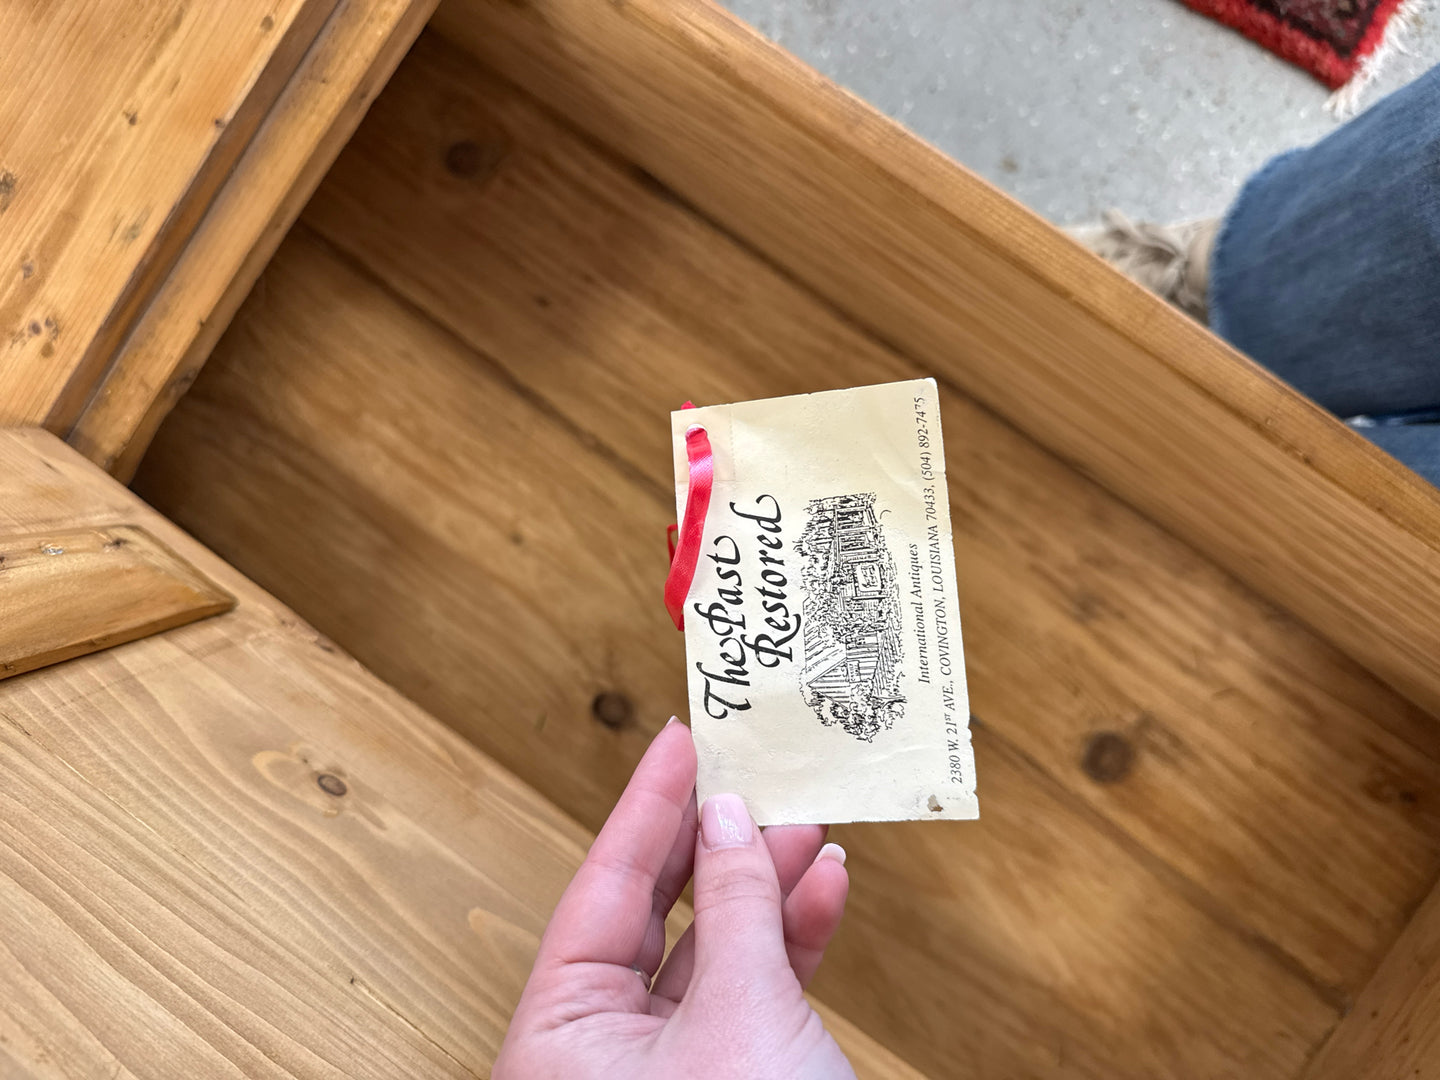 The Past
Restored
International Antiques
2380 W. 21ST AVE., COVINGTON, LOUISIANA 70433, (504) 892-7475